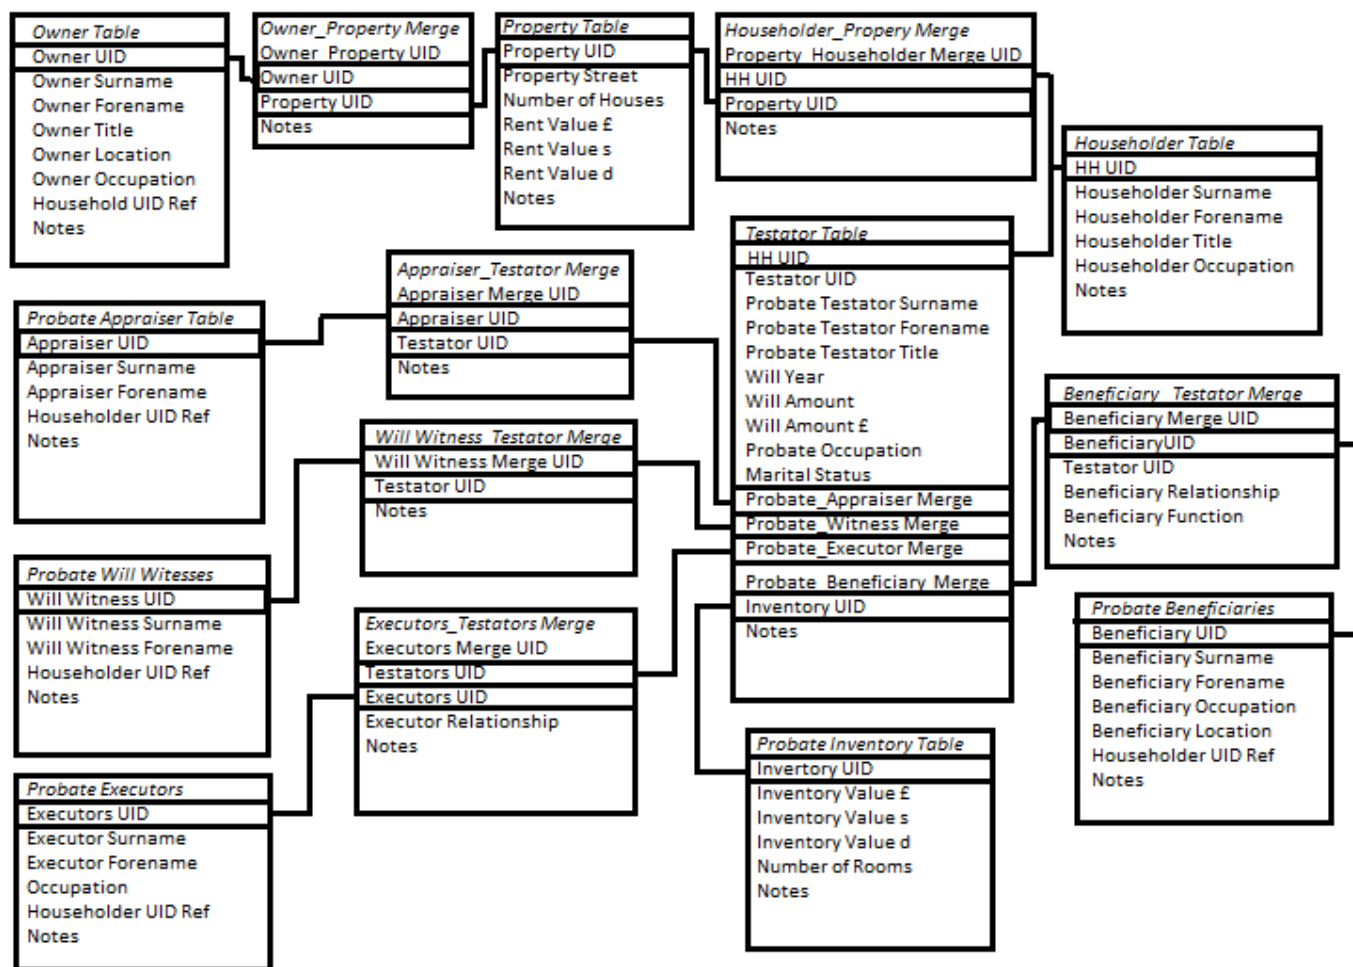 Owner Table
Owner UID
Owner Surname
Owner Forename
Owner Title
Owner Location
Owner Occupation
Household UID Ref
Notes
Owner_Property Merge
Owner_Property UID
Owner UID
Property UID
Notes
Property Table
Property UID
Property Street
Number of Houses
Rent Value £
Rent Value s
Rent Value d
Notes
Householder_Propery Merge
Property_Householder Merge UID
HH UID
Property UID
Notes
Householder Table
HH UID
Householder Surname
Householder Forename
Householder Title
Householder Occupation
Notes
Probate Appraiser Table
Appraiser UID
Appraiser Surname
Appraiser Forename
Householder UID Ref
Notes
Appraiser_Testator Merge
Appraiser Merge UID
Appraiser UID
Testator UID
Notes
Testator Table
HH UID
Testator UID
Probate Testator Surname
Probate Testator Forename
Probate Testator Title
Will Year
Will Amount
Will Amount £
Probate Occupation
Marital Status
Probate_Appraiser Merge
Probate_Witness Merge
Probate_Executor Merge
Probate_Beneficiary_Merge
Inventory UID
Notes
Beneficiary_ Testator Merge
Beneficiary Merge UID
BeneficiaryUID
Testator UID
Beneficiary Relationship
Beneficiary Function
Notes
Will Witness_Testator Merge
Will Witness Merge UID
Testator UID
Notes
Probate Will Witesses
Will Witness UID
Will Witness Surname
Will Witness Forename
Householder UID Ref
Notes
Executors_Testators Merge
Executors Merge UID
Testators UID
Executors UID
Executor Relationship
Notes
Probate Beneficiaries
Beneficiary UID
Beneficiary Surname
Beneficiary Forename
Beneficiary Occupation
Beneficiary Location
Householder UID Ref
Notes
Probate Executors
Executors UID
Executor Surname
Executor Forename
Occupation
Householder UID Ref
Notes
Probate Inventory Table
Invertory UID
Inventory Value £
Inventory Value s
Inventory Value d
Number of Rooms
Notes